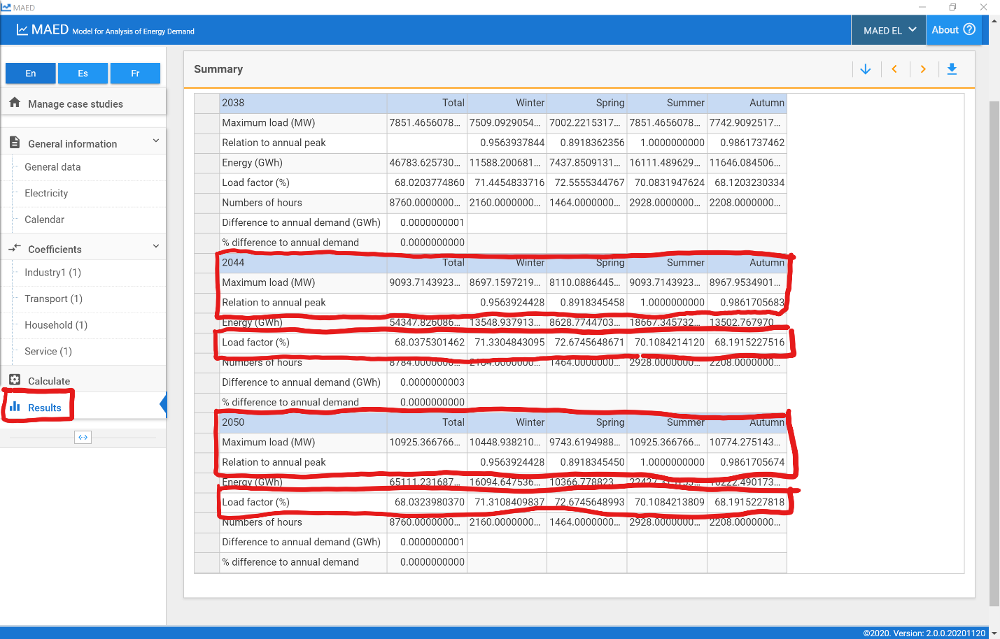 MAED
MAED Model for Analysis of Energy Demand
MAED EL
About
En Es Fr
Manage case studies
General information
General data
Electricity
Calendar
Coefficients
Industry1 (1)
Transport (1)
Household (1)
Service (1)
Calculate
Results
Summary
2038 Total Winter Spring Summer Autumn
Maximum load (MW) 7851.4656078... 7509.0929054... 7002.2215317... 7851.4656078... 7742.9092517...
Relation to annual peak 0.9563937844 0.8918362356 1.0000000000 0.9861737462
Energy (GWh) 46783.625730... 11588.200681... 7437.8509131... 16111.489629... 11646.084506...
Load factor (%) 68.0203774860 71.4454833716 72.5555344767 70.0831947624 68.1203230334
Numbers of hours 8760.0000000... 2160.0000000... 1464.0000000... 2928.0000000... 2208.0000000...
Difference to annual demand (GWh) 0.0000000001
% difference to annual demand 0.0000000000
2044 Total Winter Spring Summer Autumn
Maximum load (MW) 9093.7143923... 8697.1597219... 8110.0886445... 9093.7143923... 8967.9534901...
Relation to annual peak 0.9563924428 0.8918345458 1.0000000000 0.9861705683
Energy (GWh) 54347.826086... 13548.937913... 8628.7744703... 18667.345732... 13502.767970
Load factor (%) 68.0375301462 71.3304843095 72.6745648671 70.1084214120 68.1915227516
Numbers of hours 8784.0000000... 2184.0000000... 1464.0000000... 2928.0000000... 2208.0000000...
Difference to annual demand (GWh) 0.0000000003
% difference to annual demand 0.0000000000
2050 Total Winter Spring Summer Autumn
Maximum load (MW) 10925.366766... 10448.938210... 9743.6194988... 10925.366766... 10774.275143...
Relation to annual peak 0.9563924428 0.8918345450 1.0000000000 0.9861705674
Energy (GWh) 65111.231687... 16094.647536... 10366.778823...
Load factor (%) 68.0323980370 71.3108409837 72.6745648993 70.1084213809 68.1915227818
Numbers of hours 8760.0000000... 2160.0000000... 1464.0000000... 2928.0000000... 2208.0000000...
Difference to annual demand (GWh) 0.0000000001
% difference to annual demand 0.0000000000
©2020. Version: 2.0.0.20201120